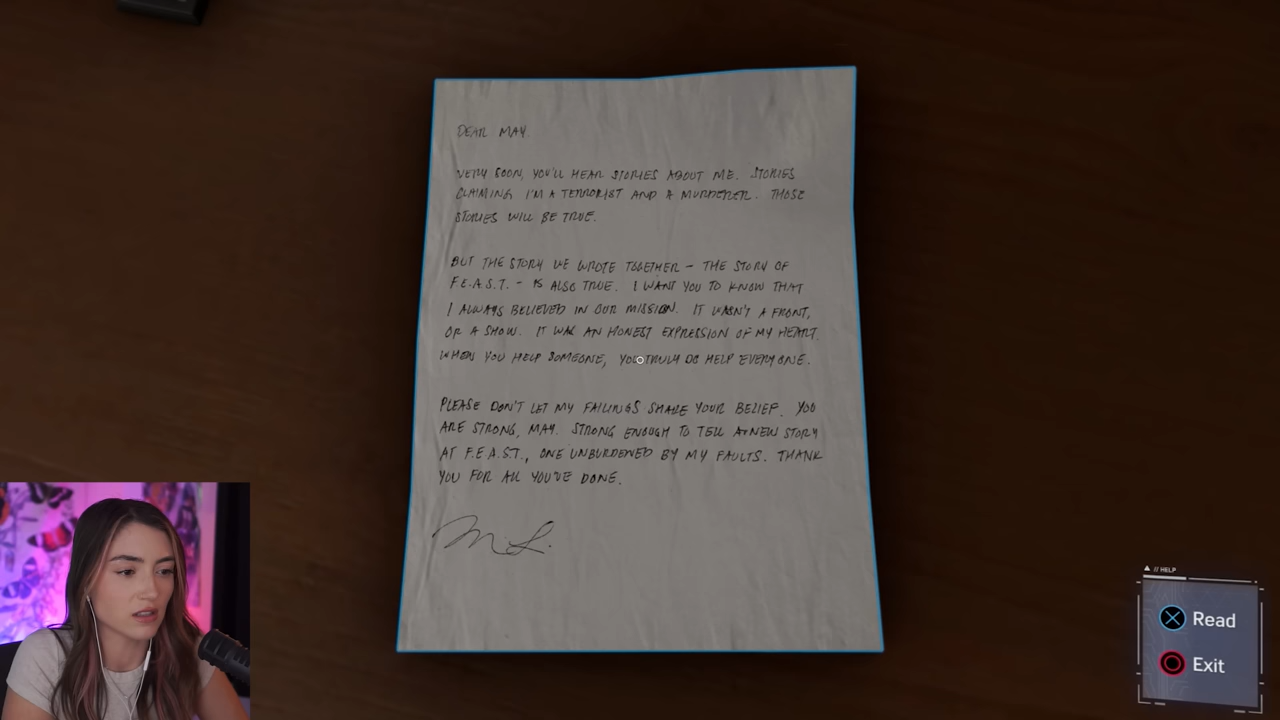 DEAR MAY.
VERY SOON, YOU'LL HEAR STORIES ABOUT ME. STORIES
CLAIMING I'M A TERRORIST AND A MURDERER. THOSE
STORIES WILL BE TRUE.
BUT THE STORY WE WROTE TOGETHER - THE STORY OF
F.E.A.S.T. - IS ALSO TRUE. I WANT YOU TO KNOW THAT
I ALWAYS BELIEVED IN OUR MISSION. IT WASN'T A FRONT,
OR A SHOW. IT WAS AN HONEST EXPRESSION OF MY HEART.
WHEN YOU HELP SOMEONE, YOU TRULY DO HELP EVERYONE.
PLEASE DON'T LET MY FAILINGS SHAKE YOUR BELIEF. YOU
ARE STRONG, MAY. STRONG ENOUGH TO TELL A NEW STORY
AT F.E.A.S.T., ONE UNBURDENED BY MY FAULTS. THANK
YOU FOR ALL YOU'VE DONE.
M.L.
// HELP
Read
Exit